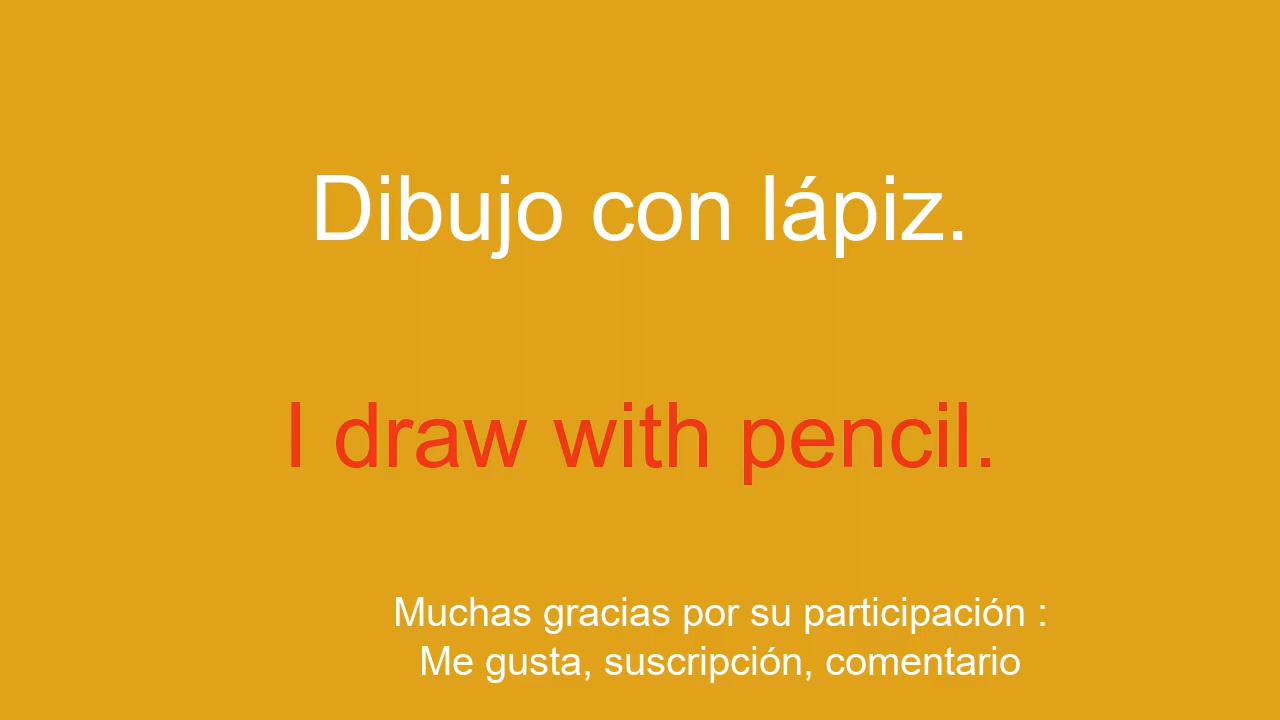 Dibujo con lápiz.
I draw with pencil.
Muchas gracias por su participación :
Me gusta, suscripción, comentario